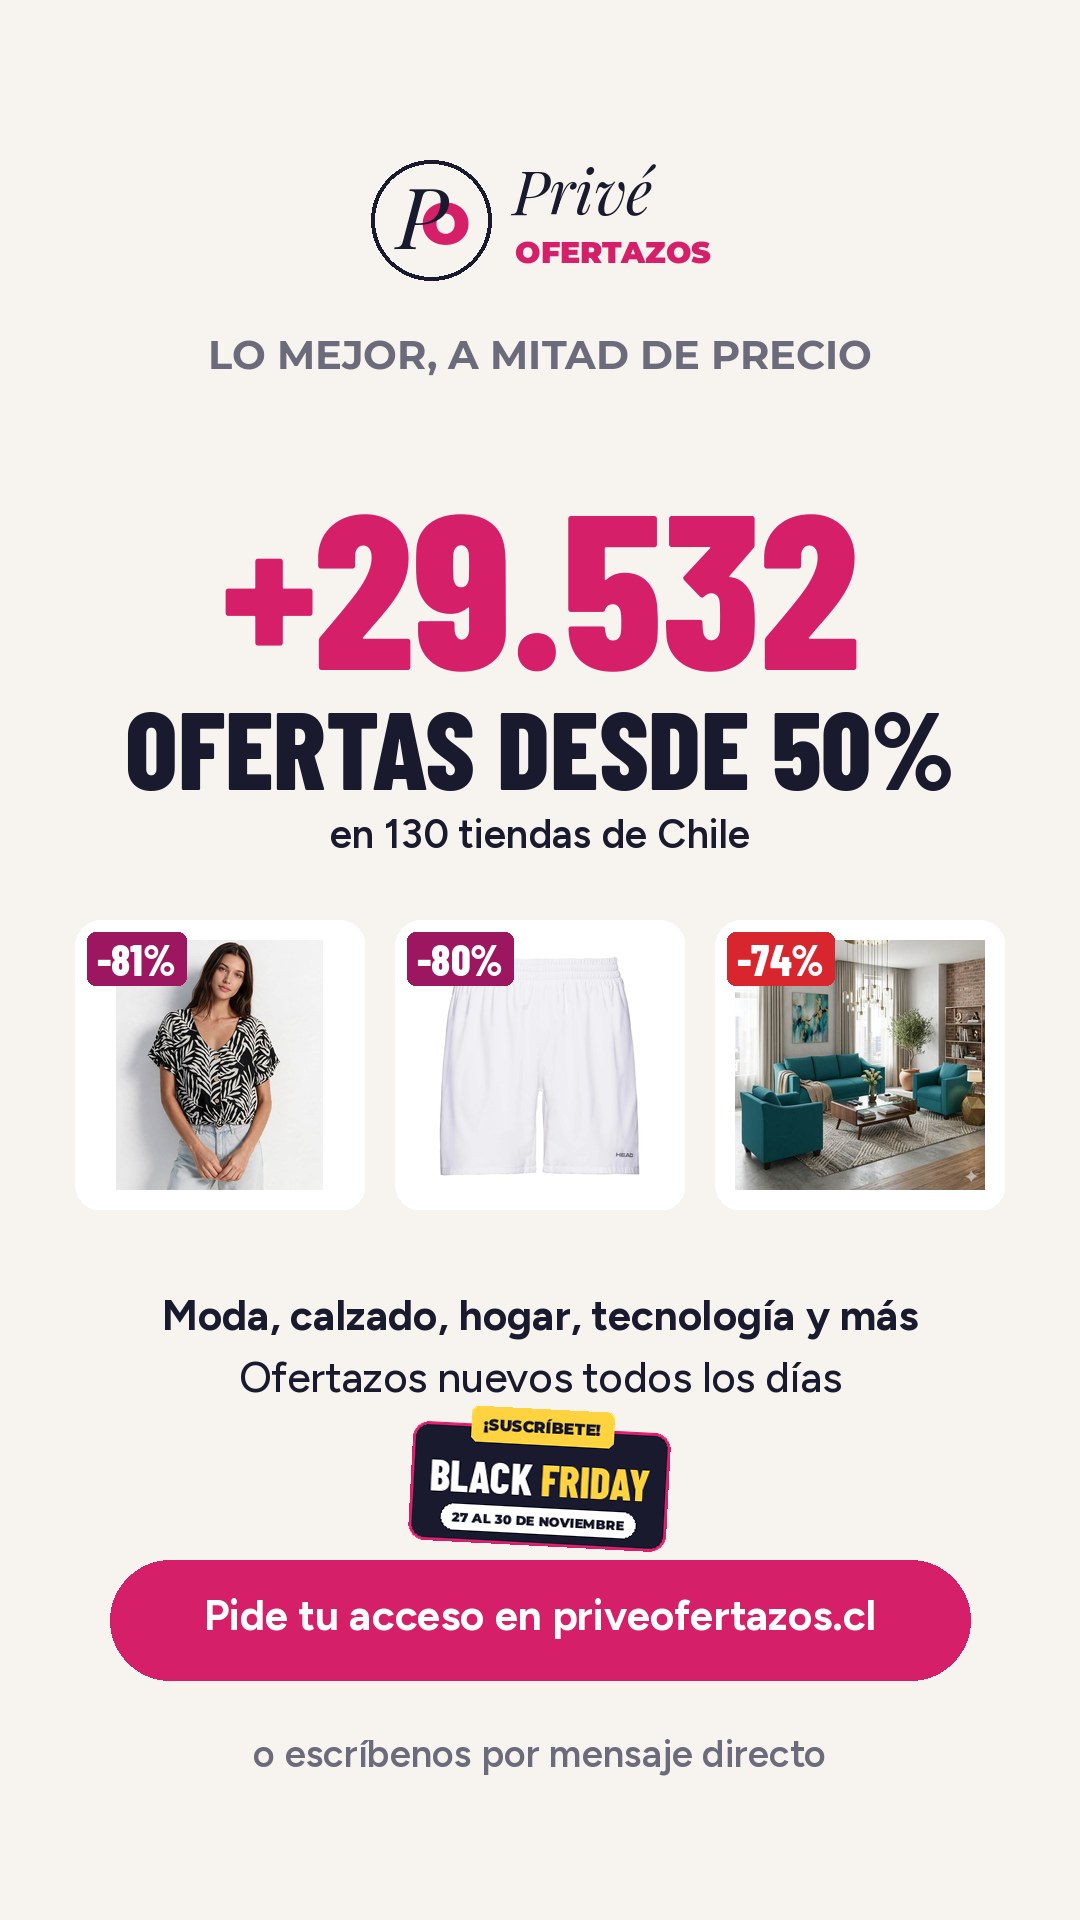 Po Privé
OFERTAZOS
LO MEJOR, A MITAD DE PRECIO
+29.532
OFERTAS DESDE 50%
en 130 tiendas de Chile
-81%
-80%
-74%
HEAD
Moda, calzado, hogar, tecnología y más
Ofertazos nuevos todos los días
¡SUSCRÍBETE!
BLACK FRIDAY
27 AL 30 DE NOVIEMBRE
Pide tu acceso en priveofertazos.cl
o escríbenos por mensaje directo